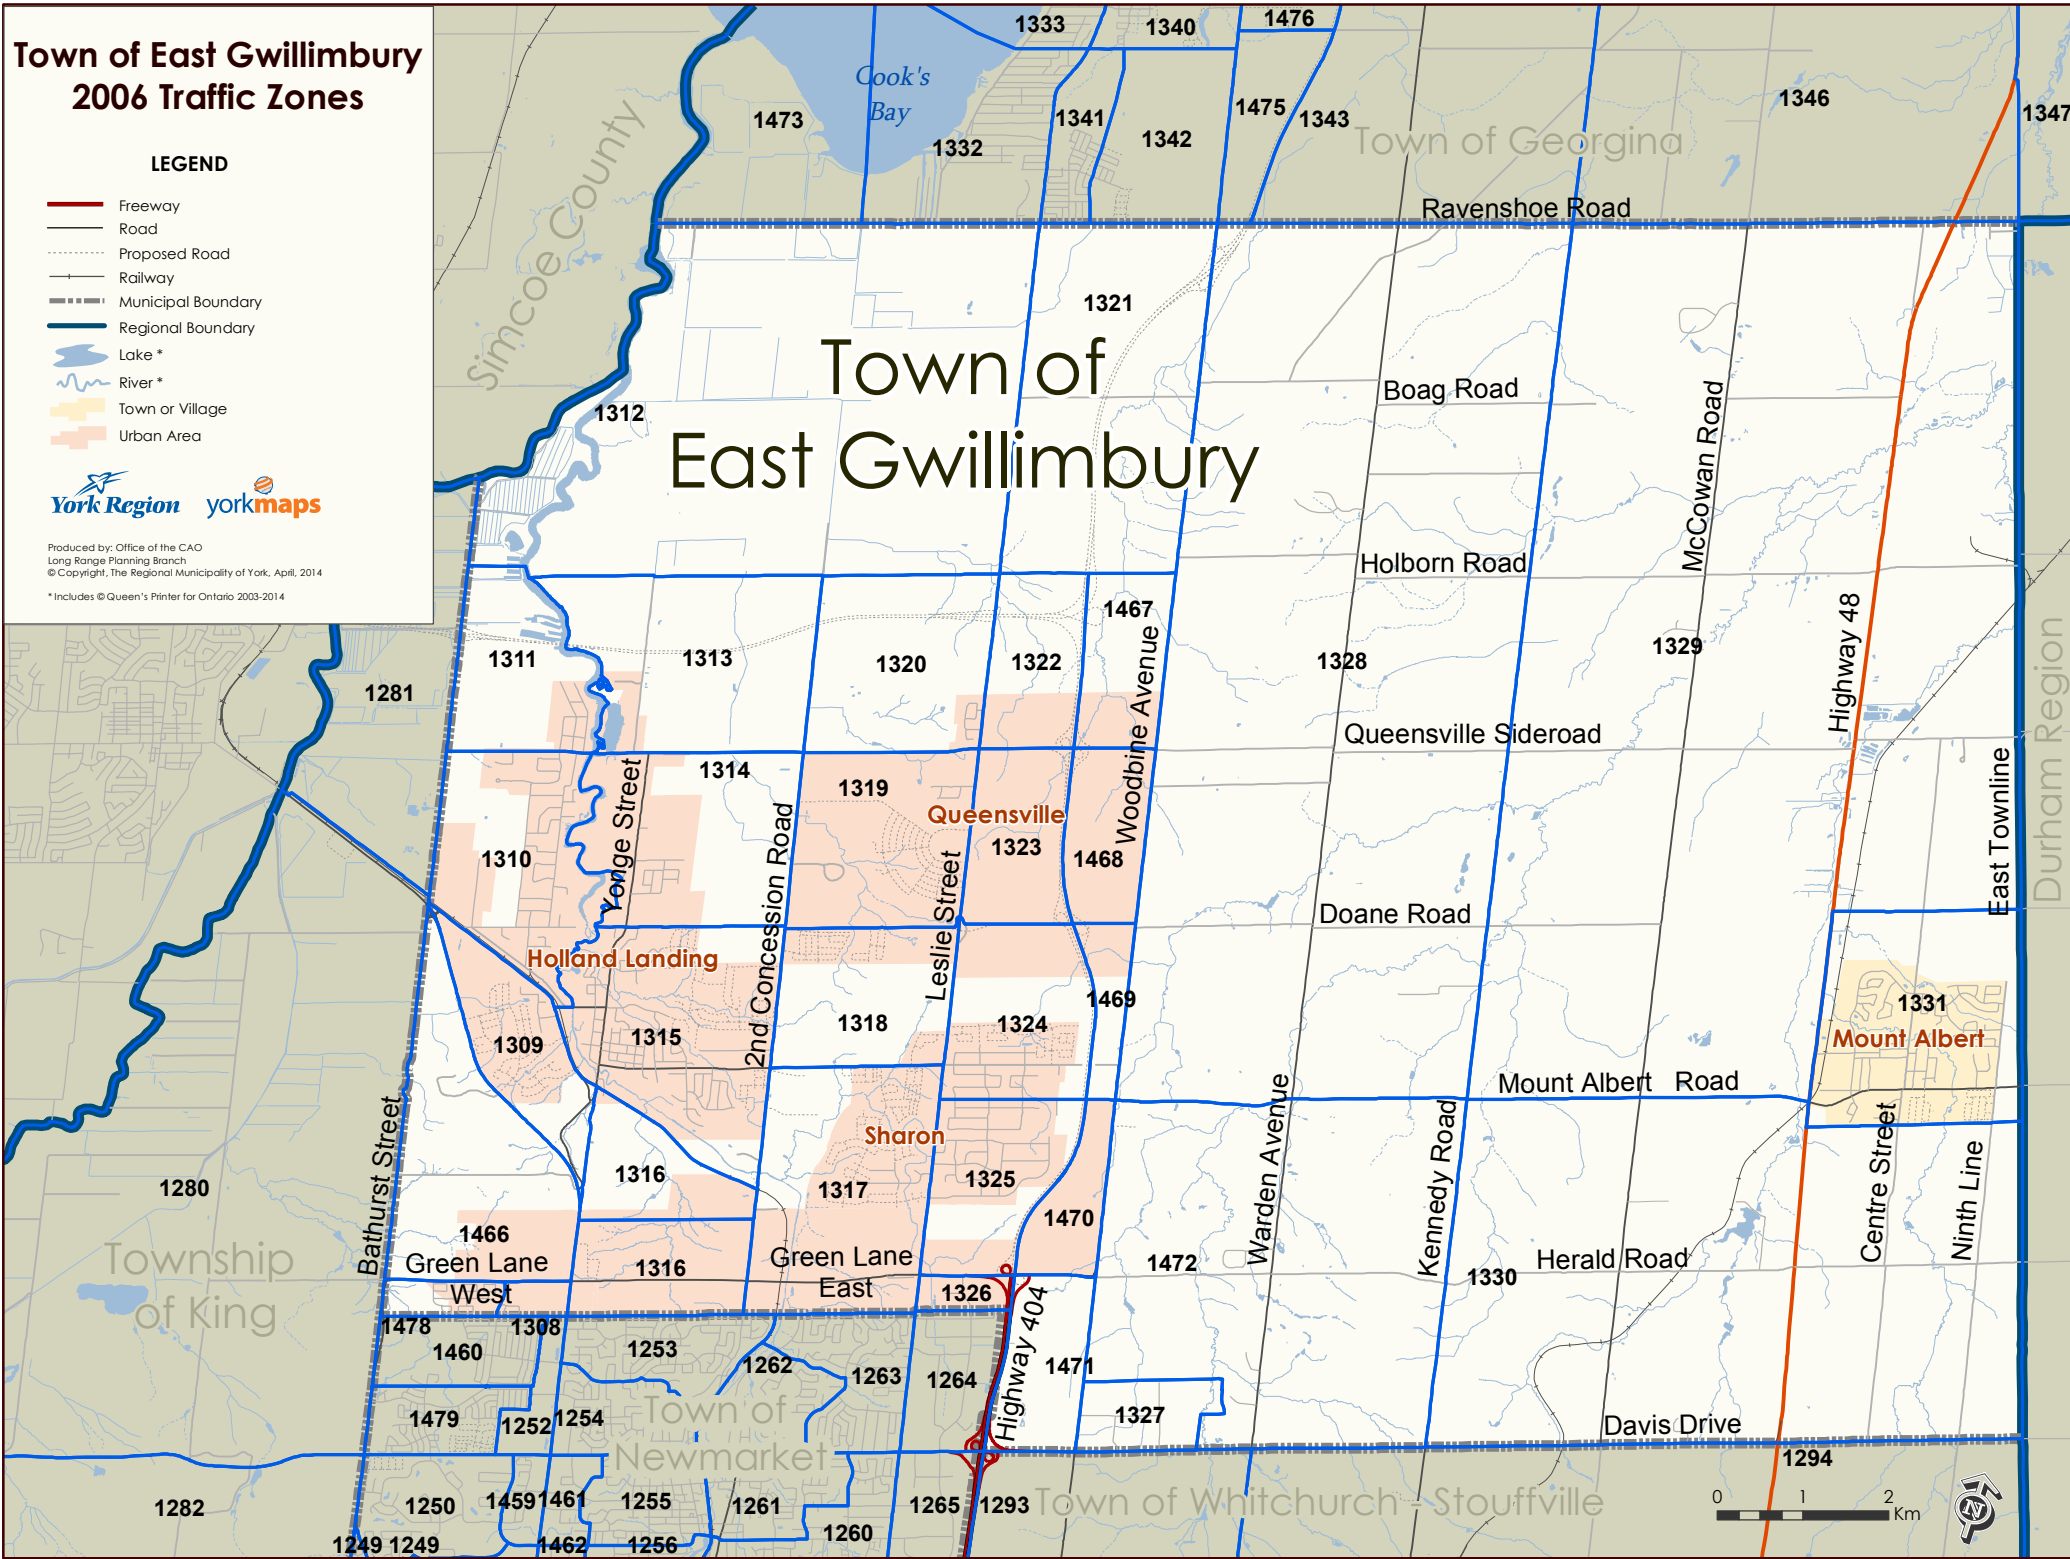 Town of East Gwillimbury
2006 Traffic Zones
LEGEND
Freeway
Road
Proposed Road
Railway
Municipal Boundary
Regional Boundary
Lake *
River *
Town or Village
Urban Area
York Region yorkmaps
Produced by: Office of the CAO
Long Range Planning Branch
© Copyright, The Regional Municipality of York, April, 2014
* Includes © Queen's Printer for Ontario 2003-2014
1333
1340
1476
Cook's
Bay
1473
1332
1341
1342
1475
1343
1346
1347
Town of Georgina
Simcoe County
Ravenshoe Road
1321
Town of
East Gwillimbury
1312
Boag Road
McCowan Road
Holborn Road
1467
1311
1313
1320
1322
1328
1329
Highway 48
1281
Woodbine Avenue
Queensville Sideroad
Durham Region
1314
1319
Queensville
1323
1468
1310
Yonge Street
2nd Concession Road
Leslie Street
Doane Road
East Townline
Holland Landing
1469
1318
1324
1309
1315
1331
Mount Albert
Mount Albert Road
Sharon
Bathurst Street
1280
1316
1317
1325
1470
Warden Avenue
Kennedy Road
Centre Street
Ninth Line
1466
Green Lane
West
1316
Green Lane
East
1326
1472
1330
Herald Road
Township
of King
Highway 404
1478
1308
1460
1253
1262
1263
1264
1471
1479
1252
1254
Town of
Newmarket
1327
Davis Drive
1294
1282
1250
1459
1461
1255
1261
1260
1265
1293
Town of Whitchurch - Stouffville
1249
1249
1462
1256
0 1 2
Km
N